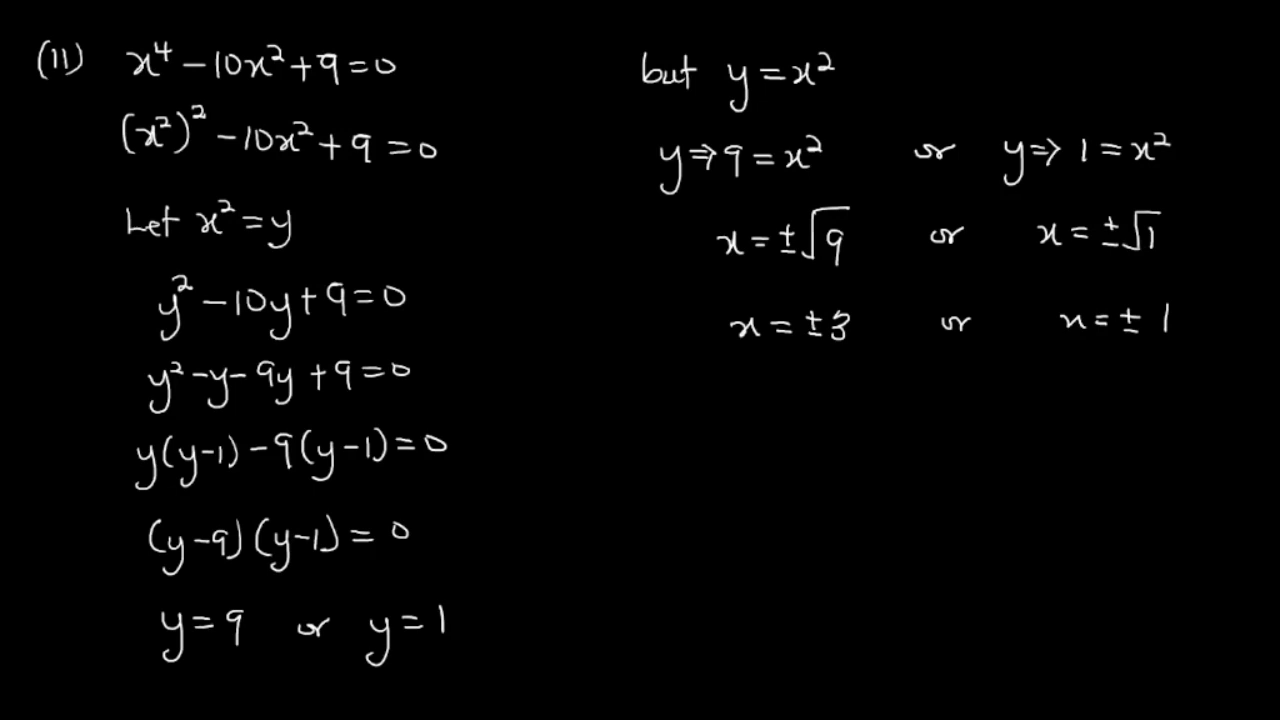 (11) x⁴ − 10x² + 9 = 0
(x²)² − 10x² + 9 = 0
Let x² = y
y² − 10y + 9 = 0
y² − y − 9y + 9 = 0
y(y−1) − 9(y−1) = 0
(y−9)(y−1) = 0
y = 9 or y = 1
but y = x²
y ⇒ 9 = x² or y ⇒ 1 = x²
x = ±√9 or x = ±√1
x = ±3 or x = ± 1